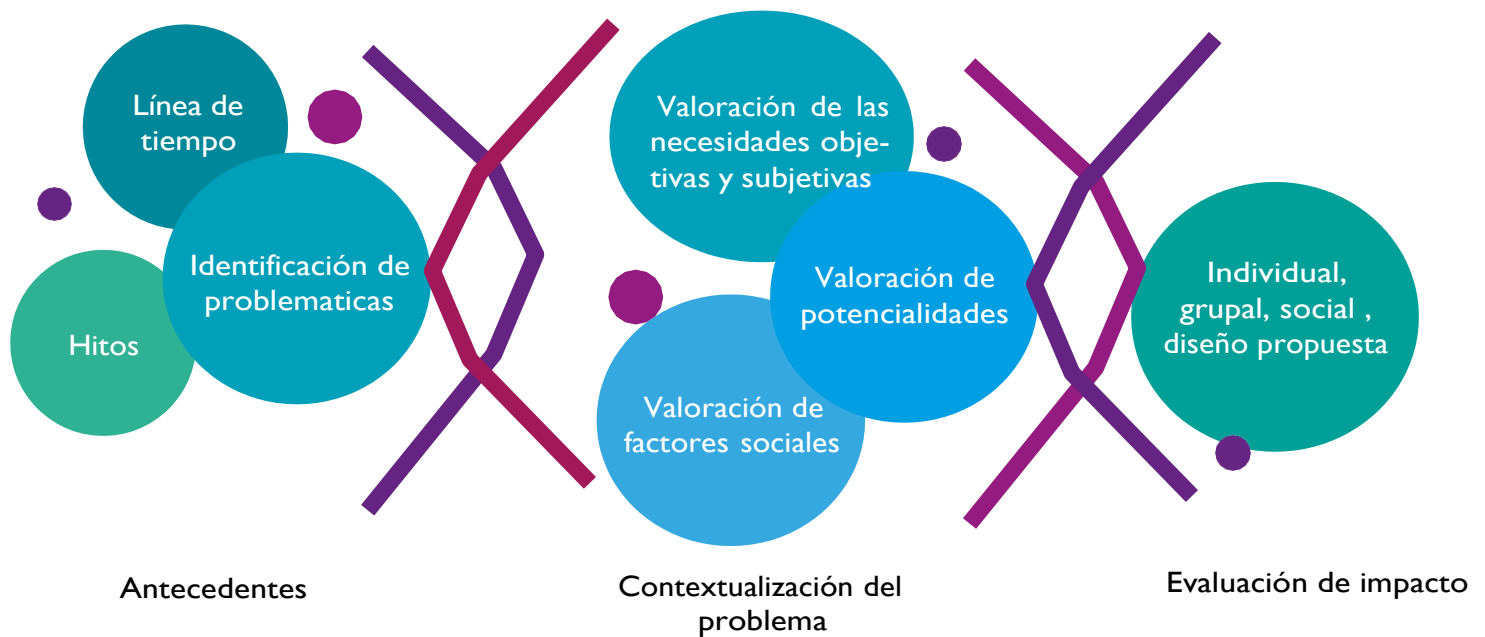 Línea de
tiempo
Identificación de
problematicas
Hitos
Antecedentes
Valoración de las
necesidades obje-
tivas y subjetivas
Valoración de
potencialidades
Valoración de
factores sociales
Contextualización del
problema
Individual,
grupal, social ,
diseño propuesta
Evaluación de impacto